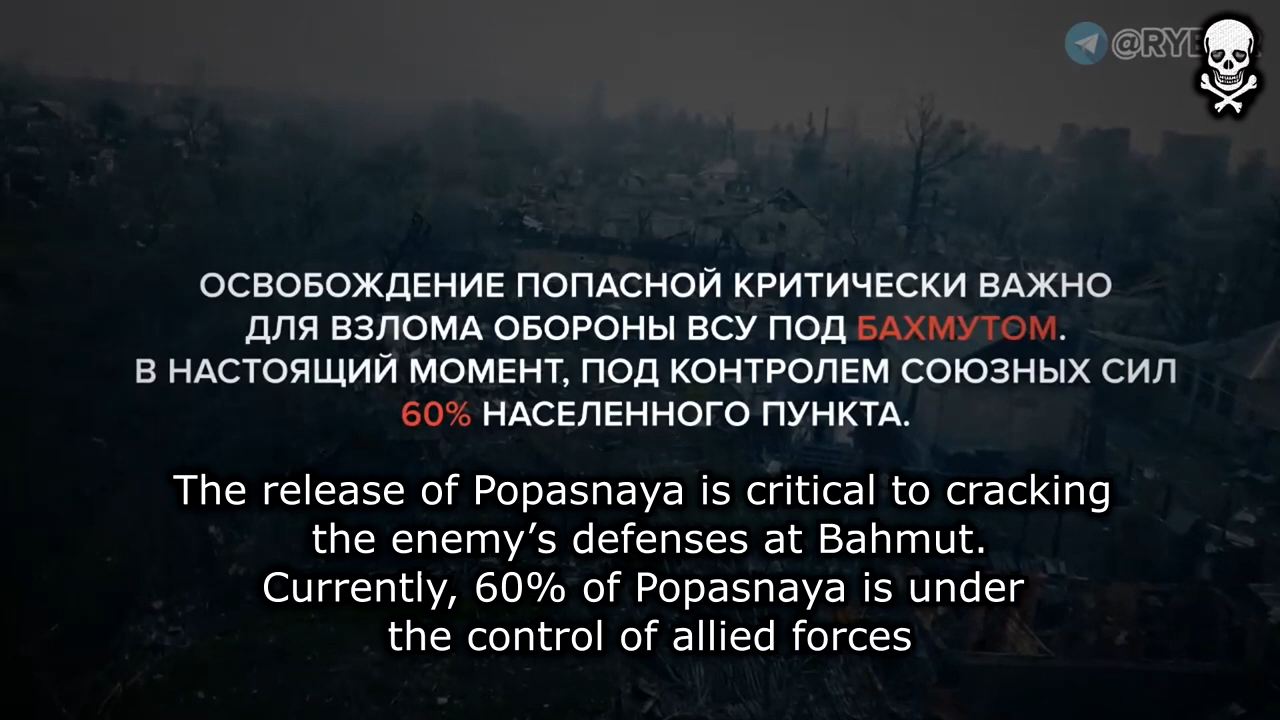 ОСВОБОЖДЕНИЕ ПОПАСНОЙ КРИТИЧЕСКИ ВАЖНО
ДЛЯ ВЗЛОМА ОБОРОНЫ ВСУ ПОД БАХМУТОМ.
В НАСТОЯЩИЙ МОМЕНТ, ПОД КОНТРОЛЕМ СОЮЗНЫХ СИЛ
60% НАСЕЛЕННОГО ПУНКТА.
The release of Popasnaya is critical to cracking
the enemy’s defenses at Bahmut.
Currently, 60% of Popasnaya is under
the control of allied forces